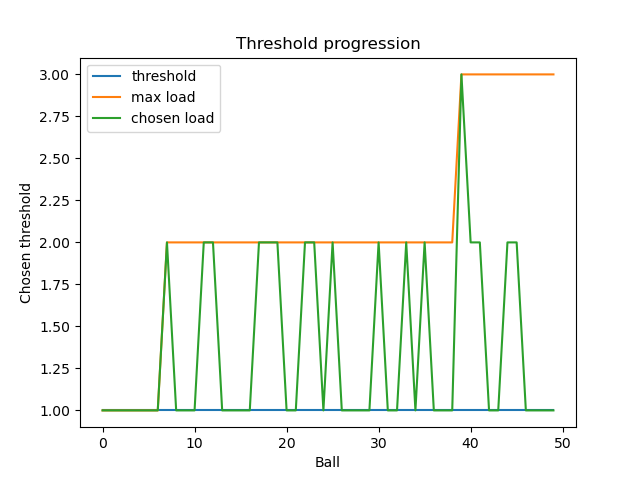 Threshold progression
threshold
max load
chosen load
3.00
2.75
2.50
2.25
2.00
1.75
1.50
1.25
1.00
Chosen threshold
0 10 20 30 40 50
Ball